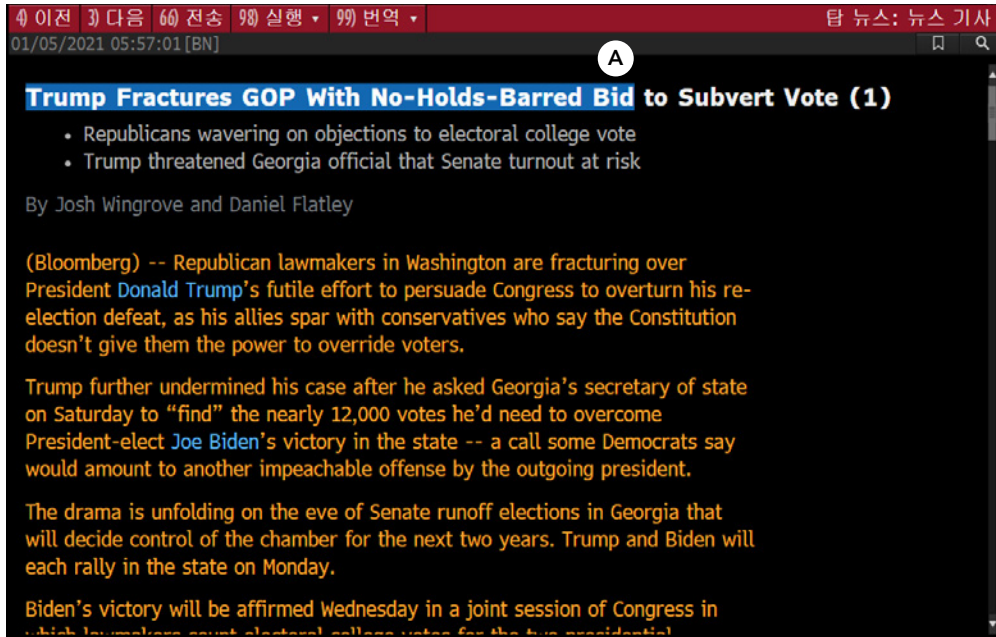 4) 이전 3) 다음 66) 전송 98) 실행 ▾ 99) 번역 ▾ 탑 뉴스: 뉴스 기사
01/05/2021 05:57:01 [BN]
A
Trump Fractures GOP With No-Holds-Barred Bid to Subvert Vote (1)
• Republicans wavering on objections to electoral college vote
• Trump threatened Georgia official that Senate turnout at risk
By Josh Wingrove and Daniel Flatley
(Bloomberg) -- Republican lawmakers in Washington are fracturing over
President Donald Trump's futile effort to persuade Congress to overturn his re-
election defeat, as his allies spar with conservatives who say the Constitution
doesn't give them the power to override voters.
Trump further undermined his case after he asked Georgia's secretary of state
on Saturday to "find" the nearly 12,000 votes he'd need to overcome
President-elect Joe Biden's victory in the state -- a call some Democrats say
would amount to another impeachable offense by the outgoing president.
The drama is unfolding on the eve of Senate runoff elections in Georgia that
will decide control of the chamber for the next two years. Trump and Biden will
each rally in the state on Monday.
Biden's victory will be affirmed Wednesday in a joint session of Congress in
which lawmakers count electoral college votes for the two presidential